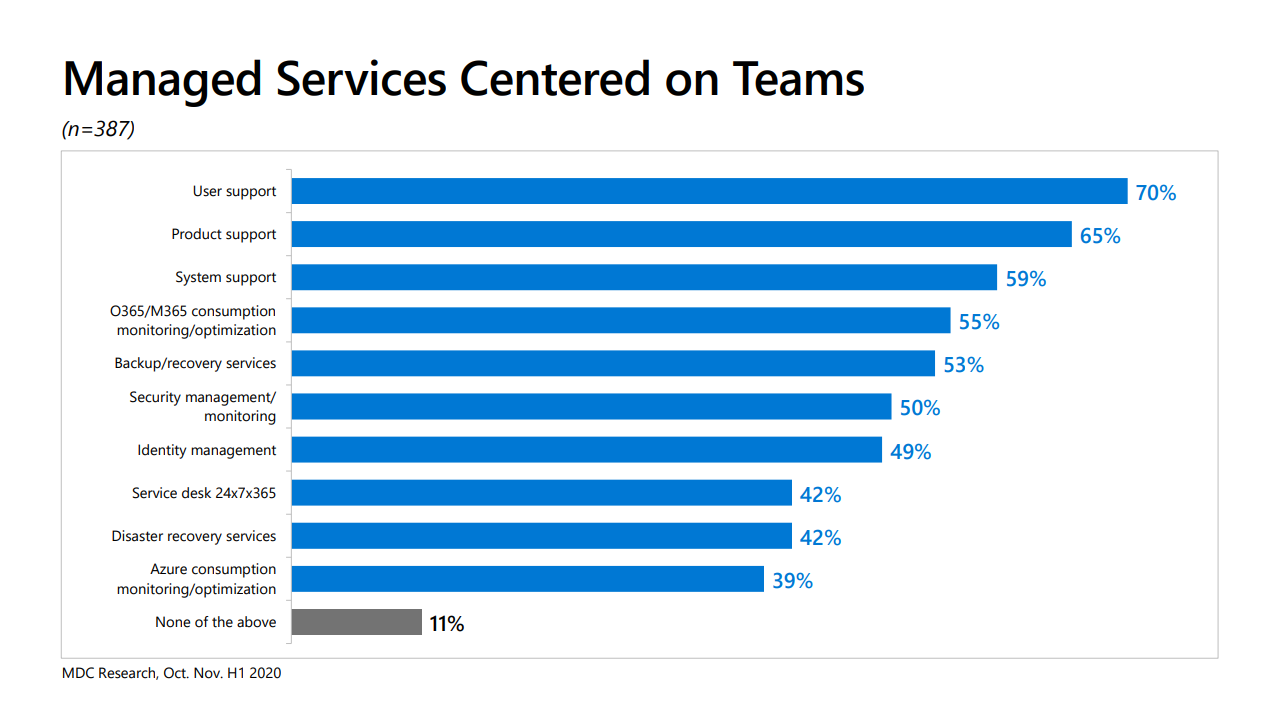 Managed Services Centered on Teams
(n=387)
User support
70%
Product support
65%
System support
59%
O365/M365 consumption
monitoring/optimization
55%
Backup/recovery services
53%
Security management/
monitoring
50%
Identity management
49%
Service desk 24x7x365
42%
Disaster recovery services
42%
Azure consumption
monitoring/optimization
39%
None of the above
11%
MDC Research, Oct. Nov. H1 2020